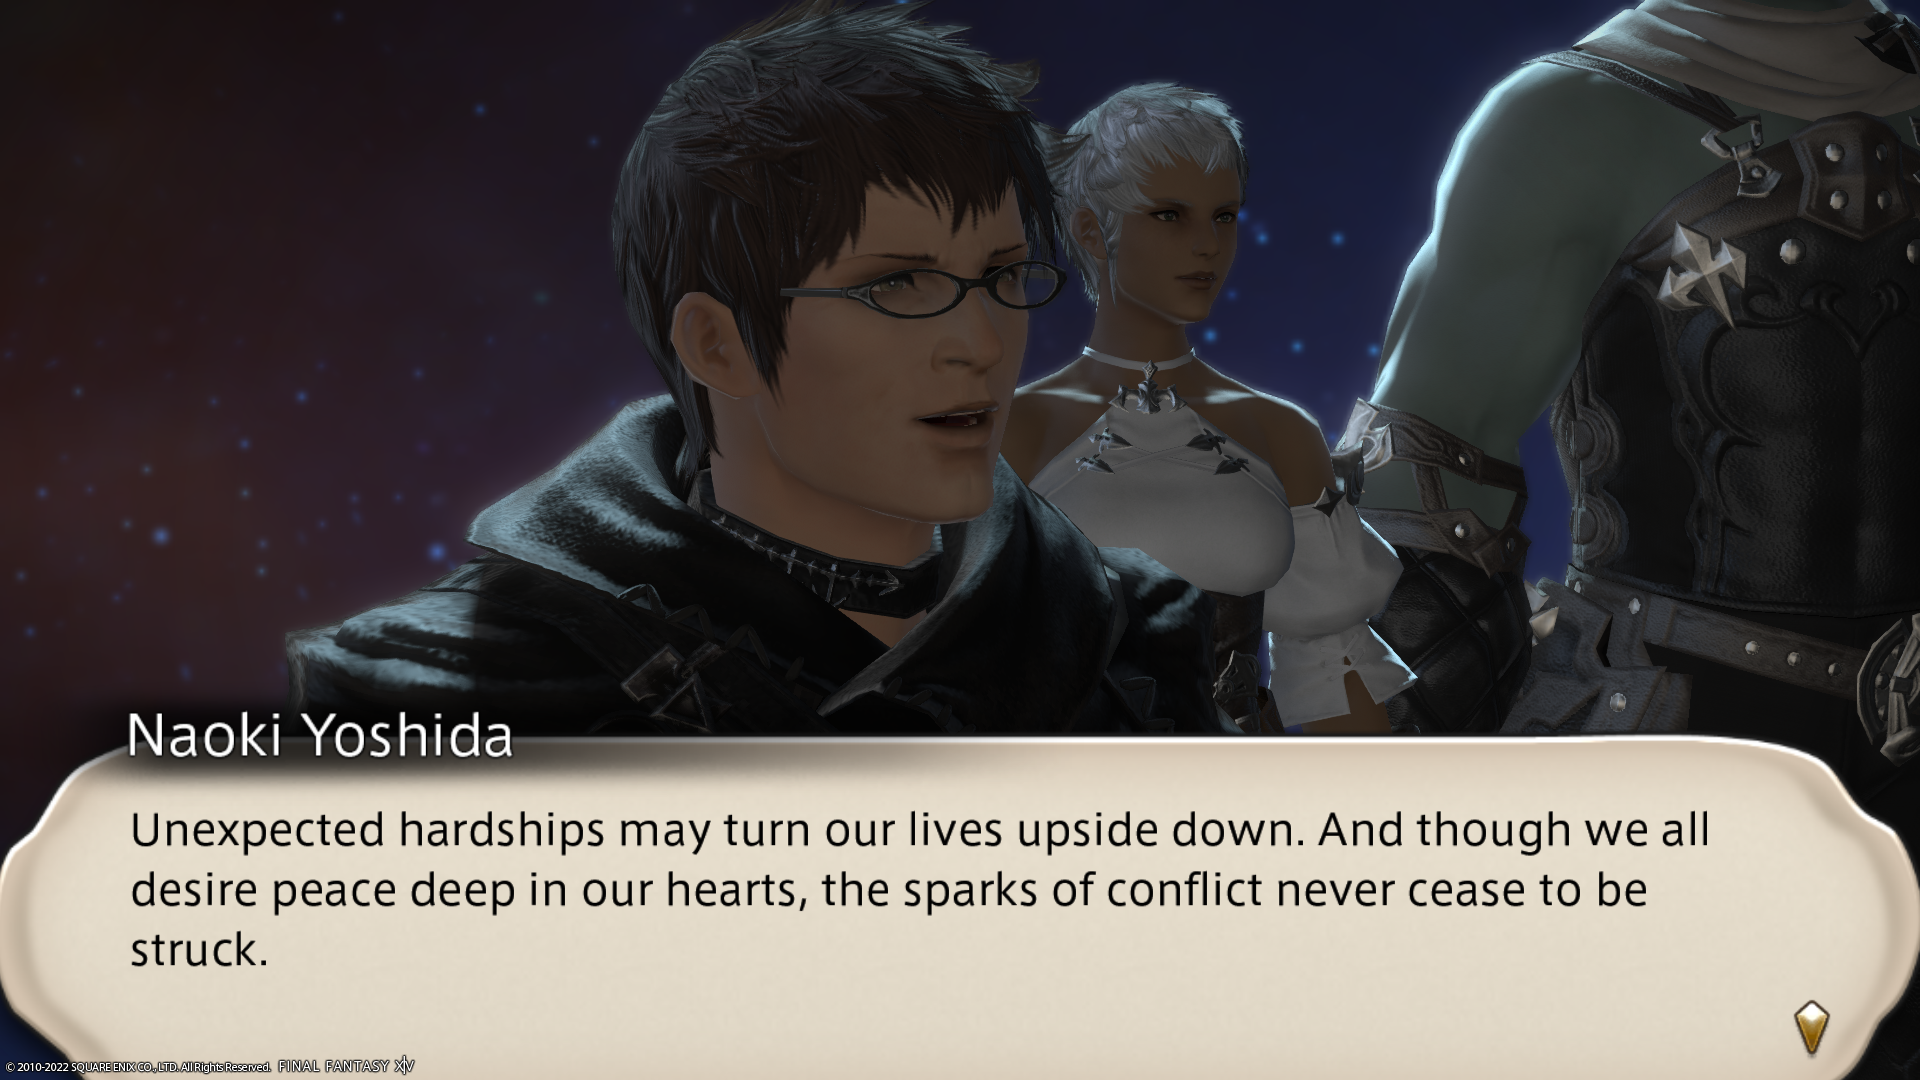 Naoki Yoshida
Unexpected hardships may turn our lives upside down. And though we all
desire peace deep in our hearts, the sparks of conflict never cease to be
struck.
© 2010-2022 SQUARE ENIX CO., LTD. All Rights Reserved. FINAL FANTASY XIV